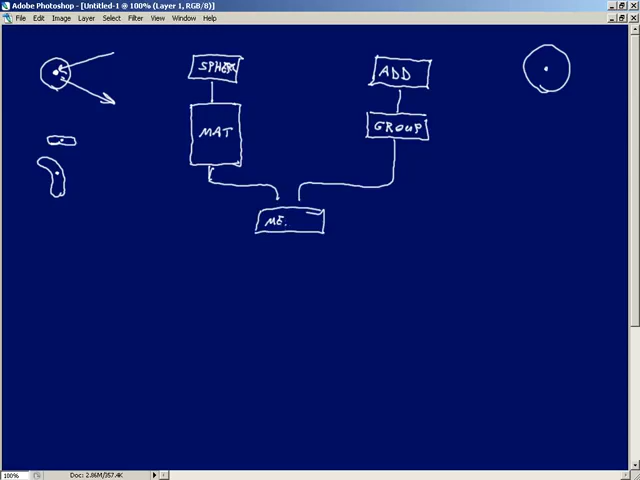 Adobe Photoshop - [Untitled-1 @ 100% (Layer 1, RGB/8)]
File Edit Image Layer Select Filter View Window Help
SPHERE
ADD
MAT
GROUP
ME.
100%
Doc: 2.86M/357.4K